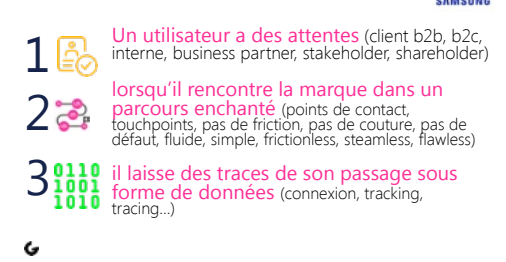 SAMSUNG
1 Un utilisateur a des attentes (client b2b, b2c,
interne, business partner, stakeholder, shareholder)
lorsqu'il rencontre la marque dans un
2 parcours enchanté (points de contact,
touchpoints, pas de friction, pas de couture, pas de
défaut, fluide, simple, frictionless, steamless, flawless)
3 0110 il laisse des traces de son passage sous
1001 forme de données (connexion, tracking,
1010 tracing...)